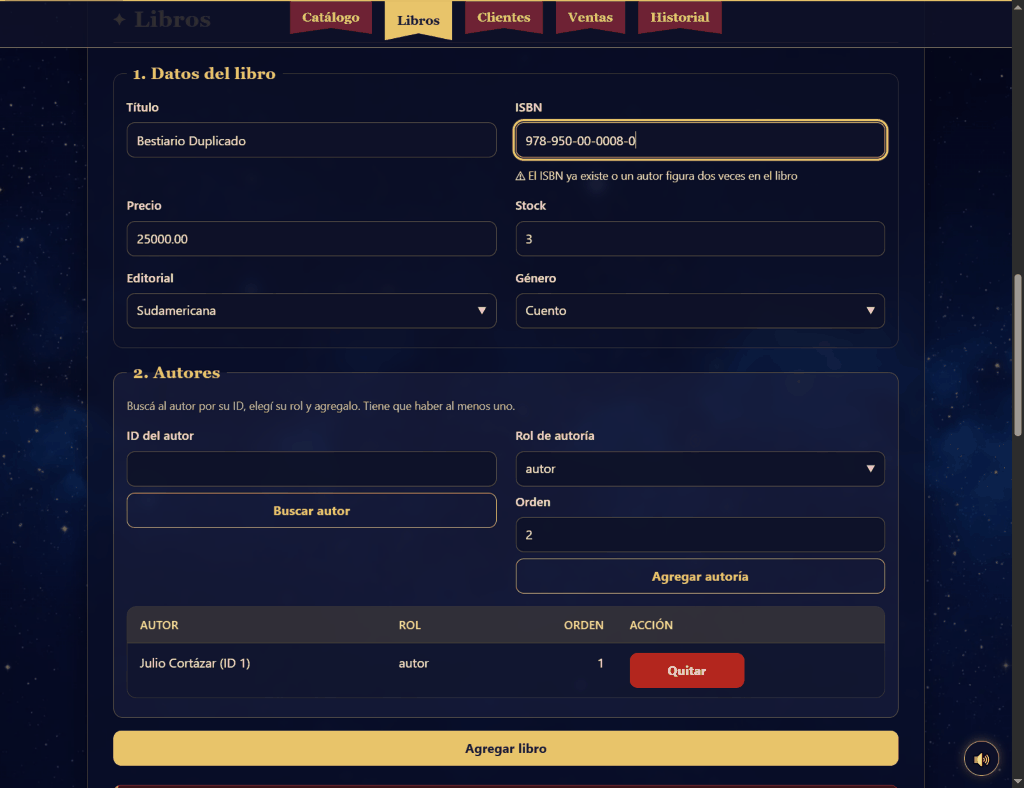 ✦ Libros
Catálogo
Libros
Clientes
Ventas
Historial
1. Datos del libro
Título
ISBN
Bestiario Duplicado
978-950-00-0008-0
⚠ El ISBN ya existe o un autor figura dos veces en el libro
Precio
Stock
25000.00
3
Editorial
Género
Sudamericana
Cuento
2. Autores
Buscá al autor por su ID, elegí su rol y agregalo. Tiene que haber al menos uno.
ID del autor
Rol de autoría
autor
Buscar autor
Orden
2
Agregar autoría
AUTOR ROL ORDEN ACCIÓN
Julio Cortázar (ID 1) autor 1 Quitar
Agregar libro